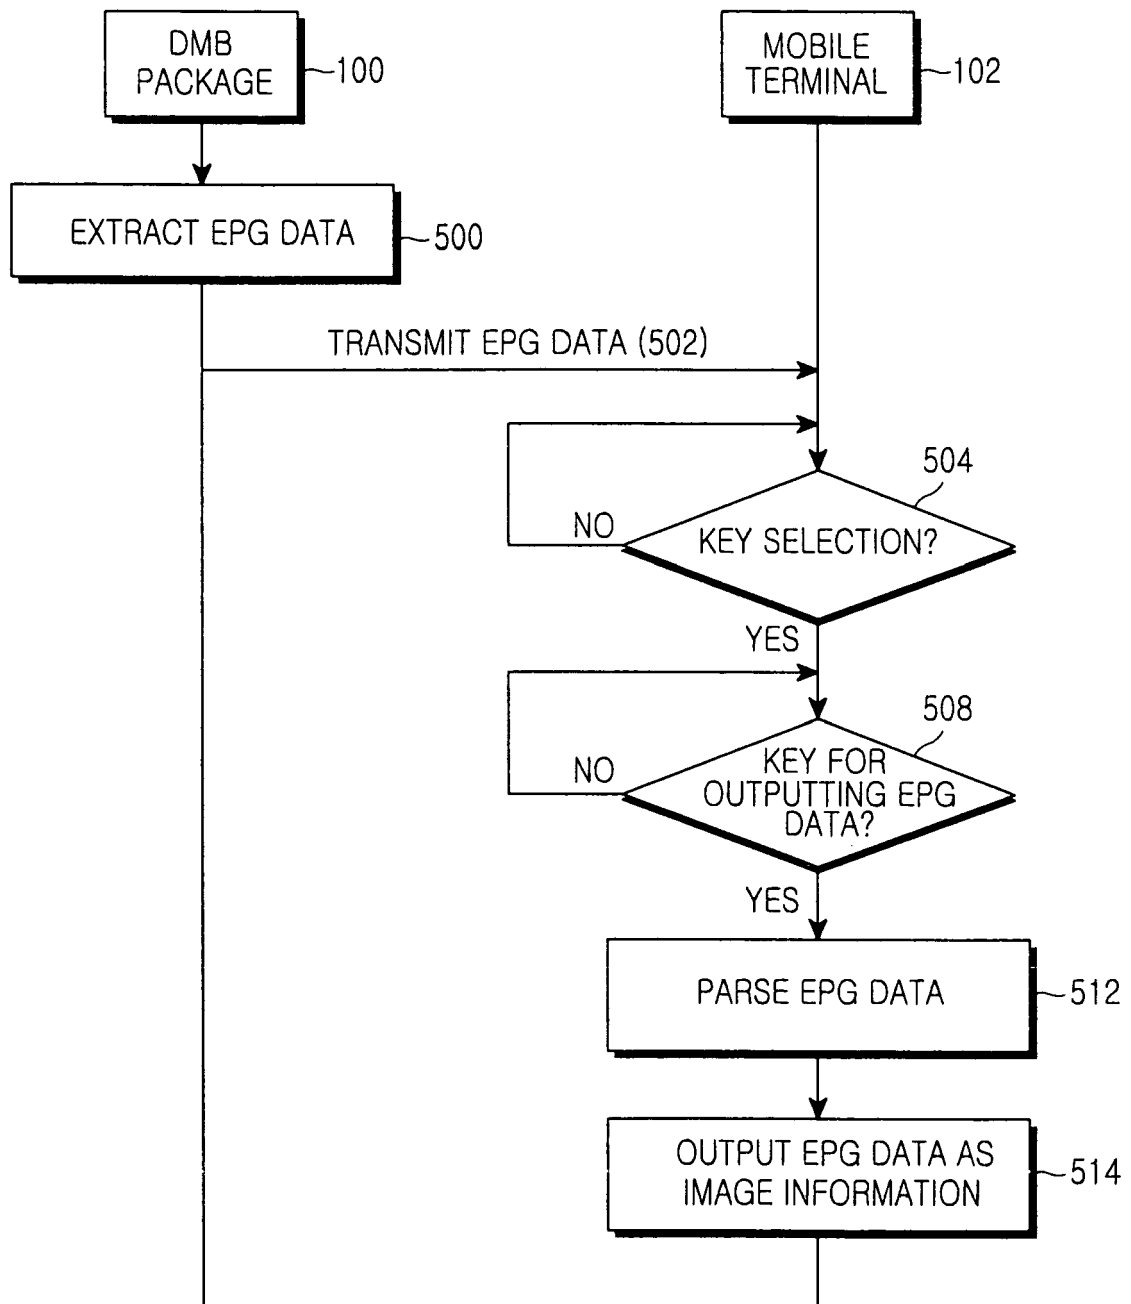 DMB
PACKAGE
100
MOBILE
TERMINAL
102
EXTRACT EPG DATA
500
TRANSMIT EPG DATA (502)
504
KEY SELECTION?
NO
YES
508
KEY FOR
OUTPUTTING EPG
DATA?
NO
YES
PARSE EPG DATA
512
OUTPUT EPG DATA AS
IMAGE INFORMATION
514